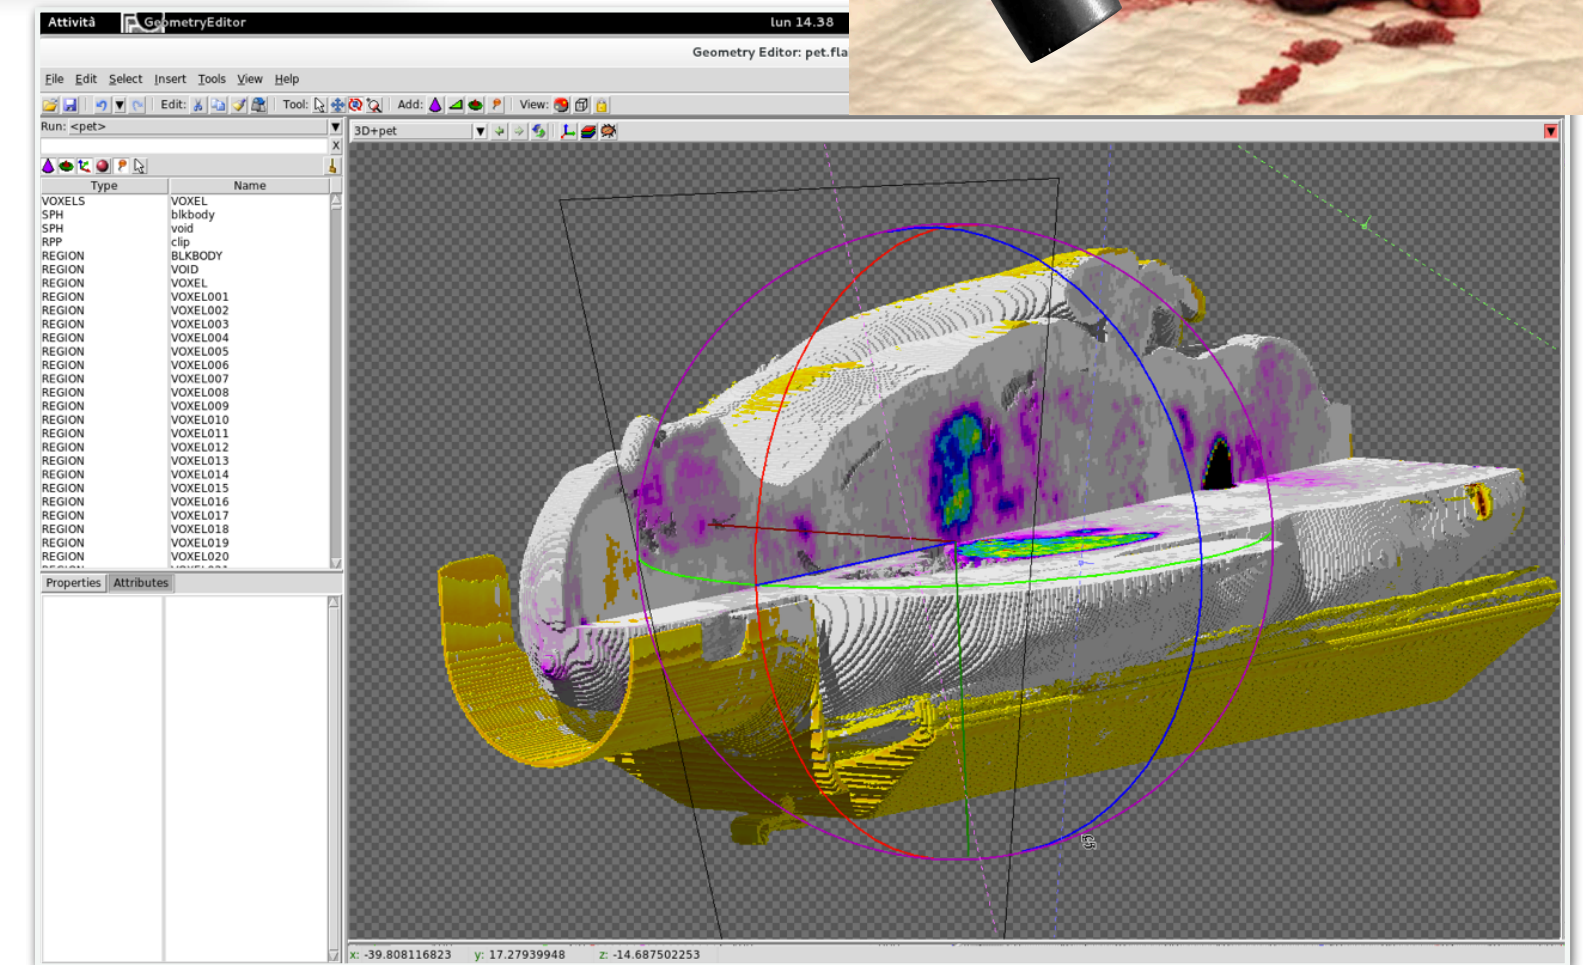 Attività GeometryEditor lun 14.38
Geometry Editor: pet.fla
File Edit Select Insert Tools View Help
Edit: Tool: Add: View:
Run: <pet>
3D+pet
X
Type Name
VOXELS VOXEL
SPH blkbody
SPH void
RPP clip
REGION BLKBODY
REGION VOID
REGION VOXEL
REGION VOXEL001
REGION VOXEL002
REGION VOXEL003
REGION VOXEL004
REGION VOXEL005
REGION VOXEL006
REGION VOXEL007
REGION VOXEL008
REGION VOXEL009
REGION VOXEL010
REGION VOXEL011
REGION VOXEL012
REGION VOXEL013
REGION VOXEL014
REGION VOXEL015
REGION VOXEL016
REGION VOXEL017
REGION VOXEL018
REGION VOXEL019
REGION VOXEL020
Properties Attributes
x: -39.808116823 y: 17.27939948 z: -14.687502253